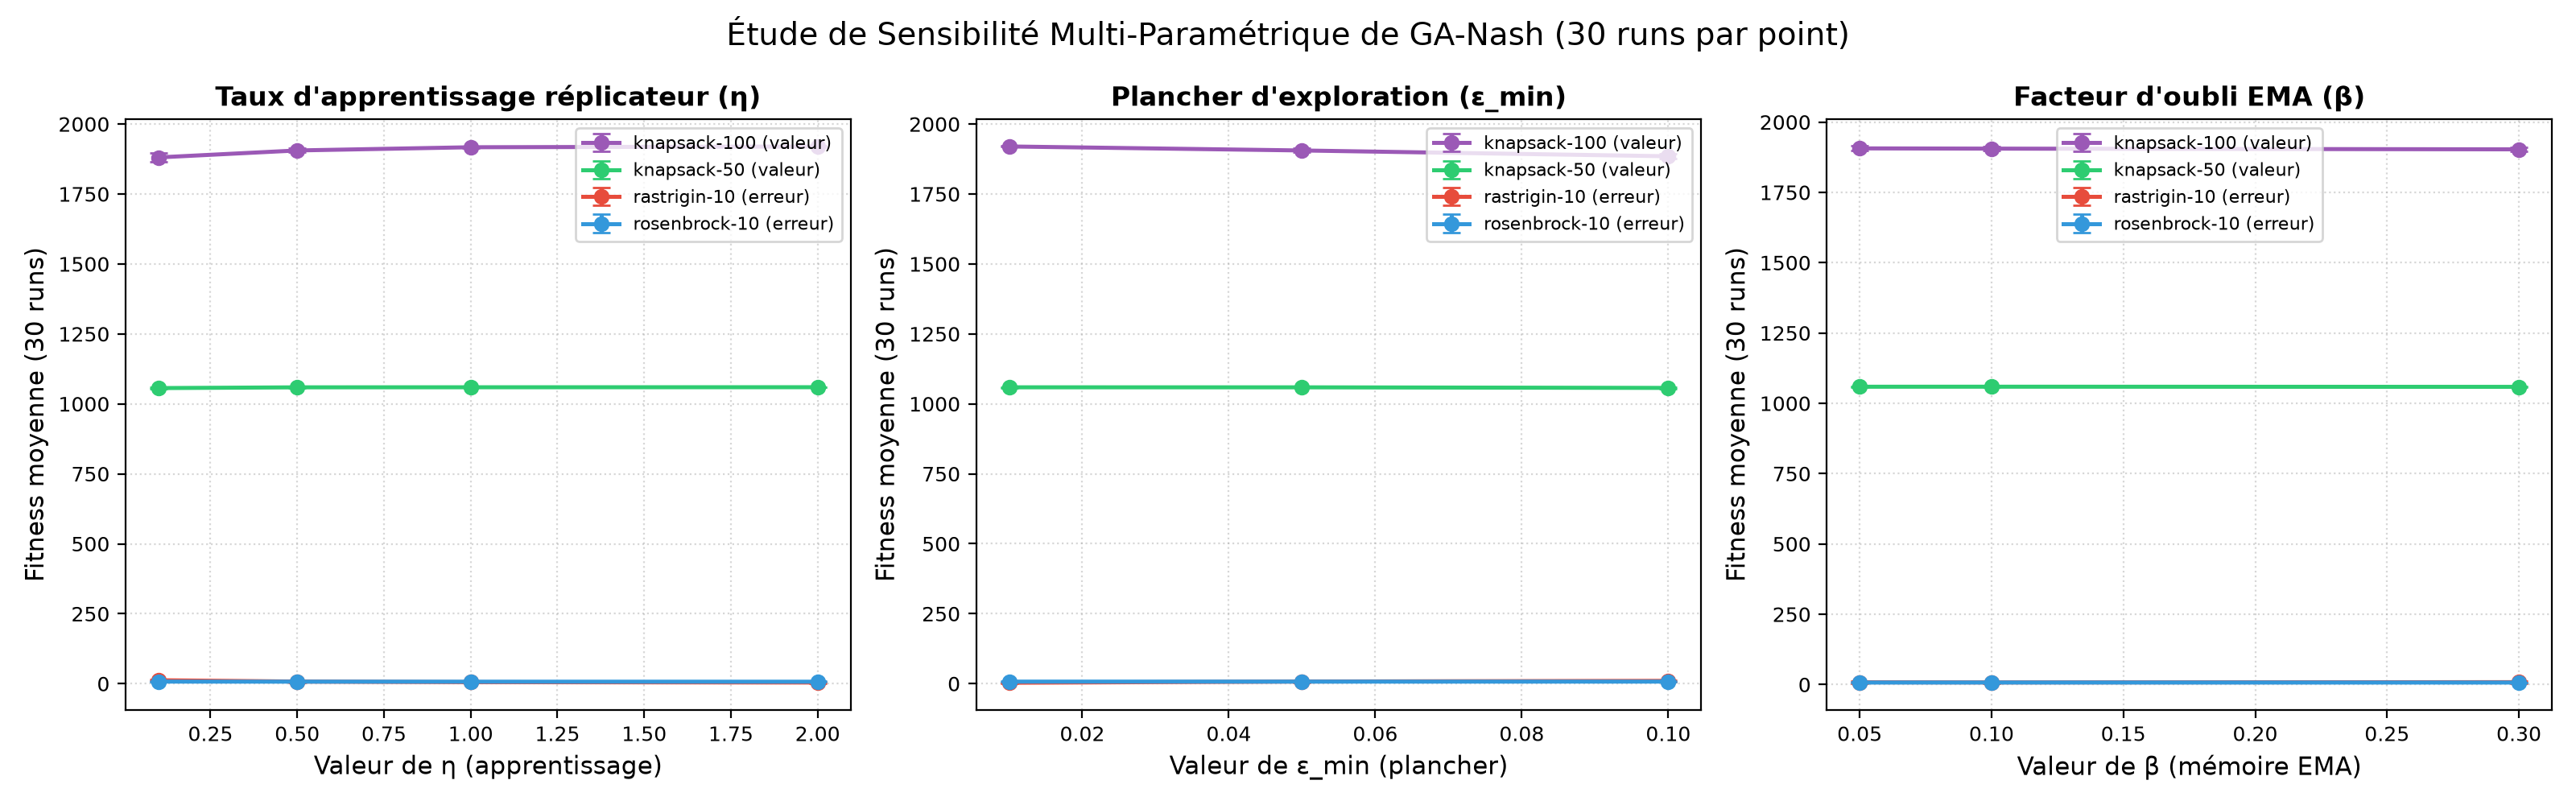 Étude de Sensibilité Multi-Paramétrique de GA-Nash (30 runs par point)
Taux d'apprentissage réplicateur (η)
Fitness moyenne (30 runs)
2000
1750
1500
1250
1000
750
500
250
0
knapsack-100 (valeur)
knapsack-50 (valeur)
rastrigin-10 (erreur)
rosenbrock-10 (erreur)
0.25 0.50 0.75 1.00 1.25 1.50 1.75 2.00
Valeur de η (apprentissage)
Plancher d'exploration (ε_min)
Fitness moyenne (30 runs)
2000
1750
1500
1250
1000
750
500
250
0
knapsack-100 (valeur)
knapsack-50 (valeur)
rastrigin-10 (erreur)
rosenbrock-10 (erreur)
0.02 0.04 0.06 0.08 0.10
Valeur de ε_min (plancher)
Facteur d'oubli EMA (β)
Fitness moyenne (30 runs)
2000
1750
1500
1250
1000
750
500
250
0
knapsack-100 (valeur)
knapsack-50 (valeur)
rastrigin-10 (erreur)
rosenbrock-10 (erreur)
0.05 0.10 0.15 0.20 0.25 0.30
Valeur de β (mémoire EMA)